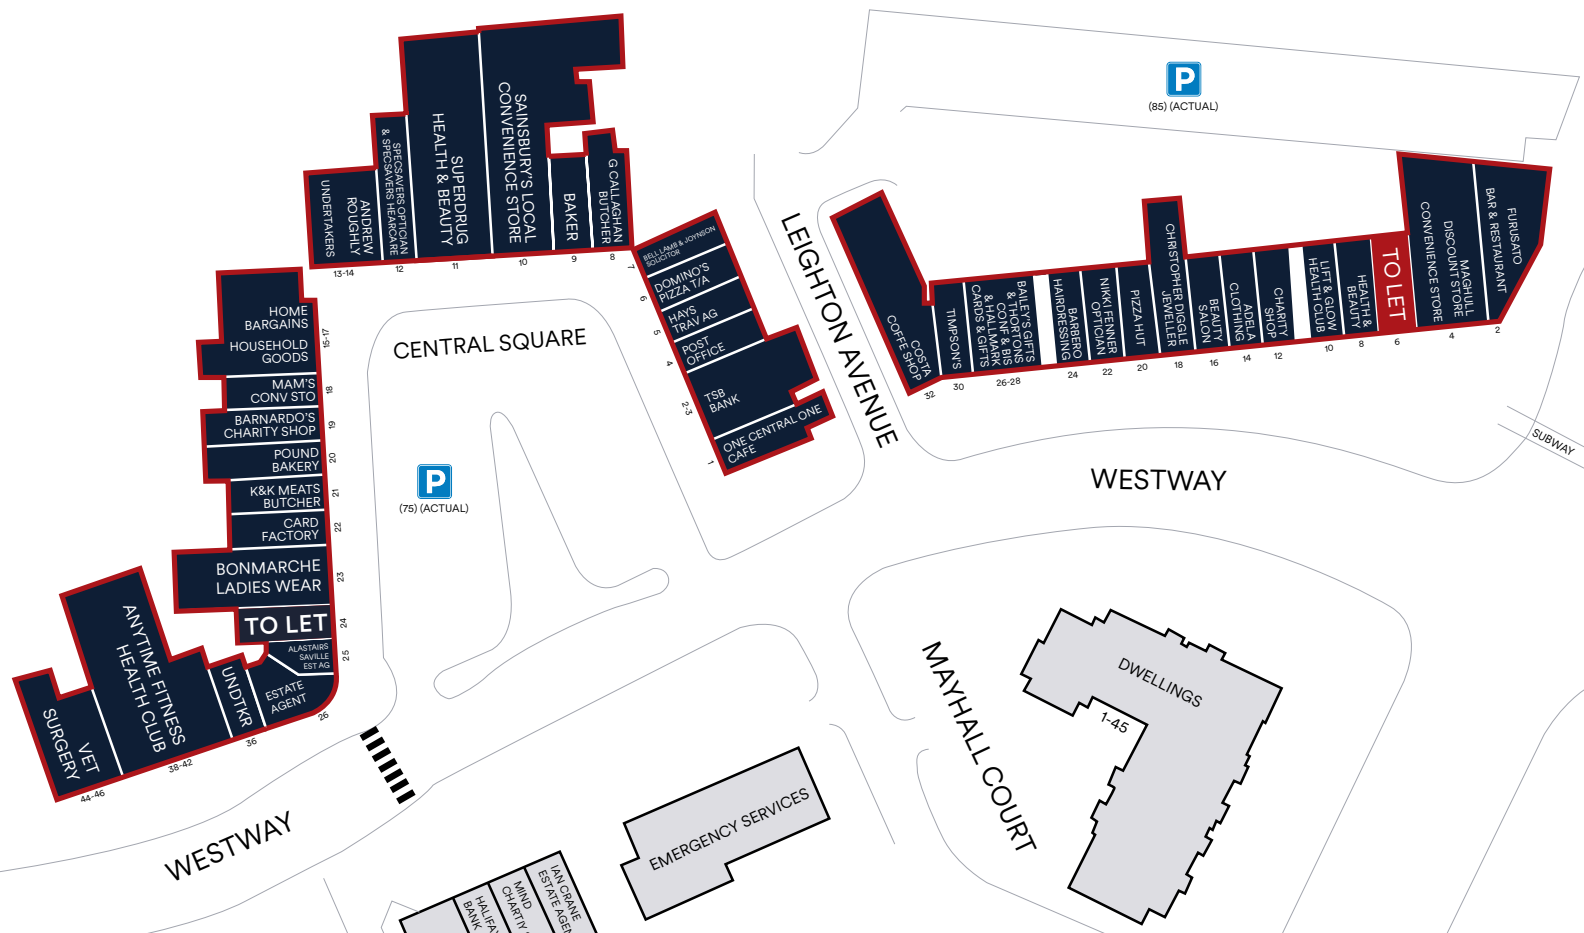 P
(85) (ACTUAL)
SAINSBURY'S LOCAL
CONVENIENCE STORE
SUPERDRUG
HEALTH & BEAUTY
SPECSAVERS OPTICIAN
& SPECSAVERS HEARCARE
ANDREW
ROUGHLY
UNDERTAKERS
BAKER
G CALLAGHAN
BUTCHER
13-14
12
11
10
9
8
7
BELL LAMB & JOYNSON
SOLICITOR
DOMINO'S
PIZZA T/A
6
HAYS
TRAV AG
5
POST
OFFICE
4
TSB
BANK
2-3
ONE CENTRAL ONE
CAFE
1
LEIGHTON AVENUE
COSTA
COFFE SHOP
32
TIMPSON'S
30
BAILEY'S GIFTS
& THORTONS
CONF & BIS
& HALLMARK
CARDS & GIFTS
26-28
BARBERO
HAIRDRESSING
24
NIKKI FENNER
OPTICIAN
22
PIZZA HUT
20
CHRISTOPHER DIGGLE
JEWELLER
18
BEAUTY
SALON
16
ADELA
CLOTHING
14
CHARITY
SHOP
12
LIFT & GLOW
HEALTH CLUB
10
HEALTH &
BEAUTY
8
TO LET
6
MAGHULL
DISCOUNT STORE
CONVENIENCE STORE
4
FURUSATO
BAR & RESTAURANT
2
SUBWAY
WESTWAY
CENTRAL SQUARE
P
(75) (ACTUAL)
HOME
BARGAINS
HOUSEHOLD
GOODS
15-17
MAM'S
CONV STO
18
BARNARDO'S
CHARITY SHOP
19
POUND
BAKERY
20
K&K MEATS
BUTCHER
21
CARD
FACTORY
22
BONMARCHE
LADIES WEAR
23
TO LET
24
ALASTAIRS
SAVILLE
EST AG
25
ESTATE
AGENT
26
UNDTKR
36
ANYTIME FITNESS
HEALTH CLUB
38-42
VET
SURGERY
44-46
WESTWAY
EMERGENCY SERVICES
IAN CRANE
ESTATE AGEN
MIND
CHARTIY
HALIFAX
BANK
MAYHALL COURT
DWELLINGS
1-45